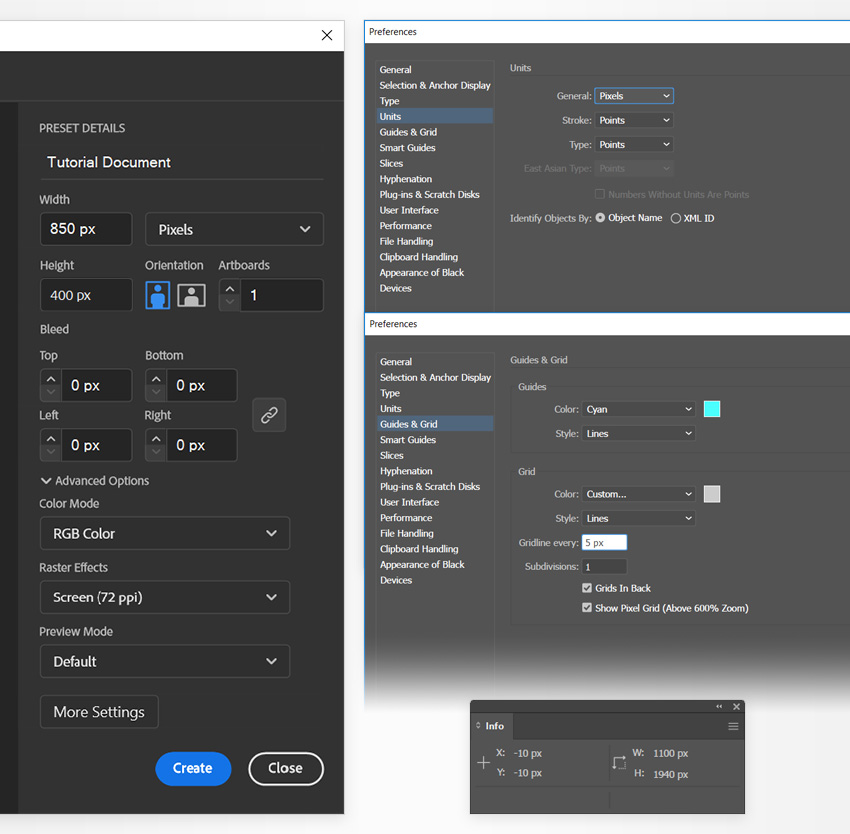 PRESET DETAILS
Tutorial Document
Width
850 px
Pixels
Height
Orientation
Artboards
400 px
1
Bleed
Top
Bottom
0 px
0 px
Left
Right
0 px
0 px
Advanced Options
Color Mode
RGB Color
Raster Effects
Screen (72 ppi)
Preview Mode
Default
More Settings
Create
Close
Preferences
General
Selection & Anchor Display
Type
Units
Guides & Grid
Smart Guides
Slices
Hyphenation
Plug-ins & Scratch Disks
User Interface
Performance
File Handling
Clipboard Handling
Appearance of Black
Devices
Units
General: Pixels
Stroke: Points
Type: Points
East Asian Type: Points
Numbers Without Units Are Points
Identify Objects By: Object Name XML ID
Preferences
General
Selection & Anchor Display
Type
Units
Guides & Grid
Smart Guides
Slices
Hyphenation
Plug-ins & Scratch Disks
User Interface
Performance
File Handling
Clipboard Handling
Appearance of Black
Devices
Guides & Grid
Guides
Color: Cyan
Style: Lines
Grid
Color: Custom...
Style: Lines
Gridline every: 5 px
Subdivisions: 1
Grids In Back
Show Pixel Grid (Above 600% Zoom)
Info
X: -10 px
Y: -10 px
W: 1100 px
H: 1940 px